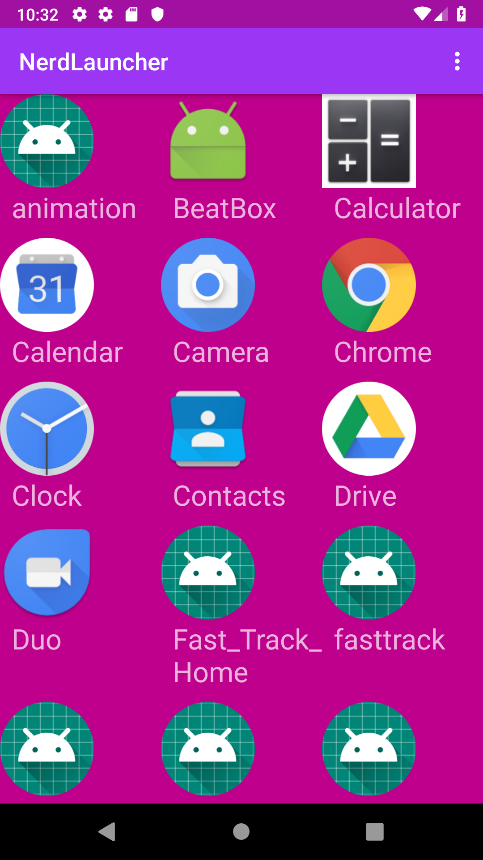 10:32
NerdLauncher
animation BeatBox Calculator
31
Calendar Camera Chrome
Clock Contacts Drive
Duo Fast_Track_ fasttrack
Home